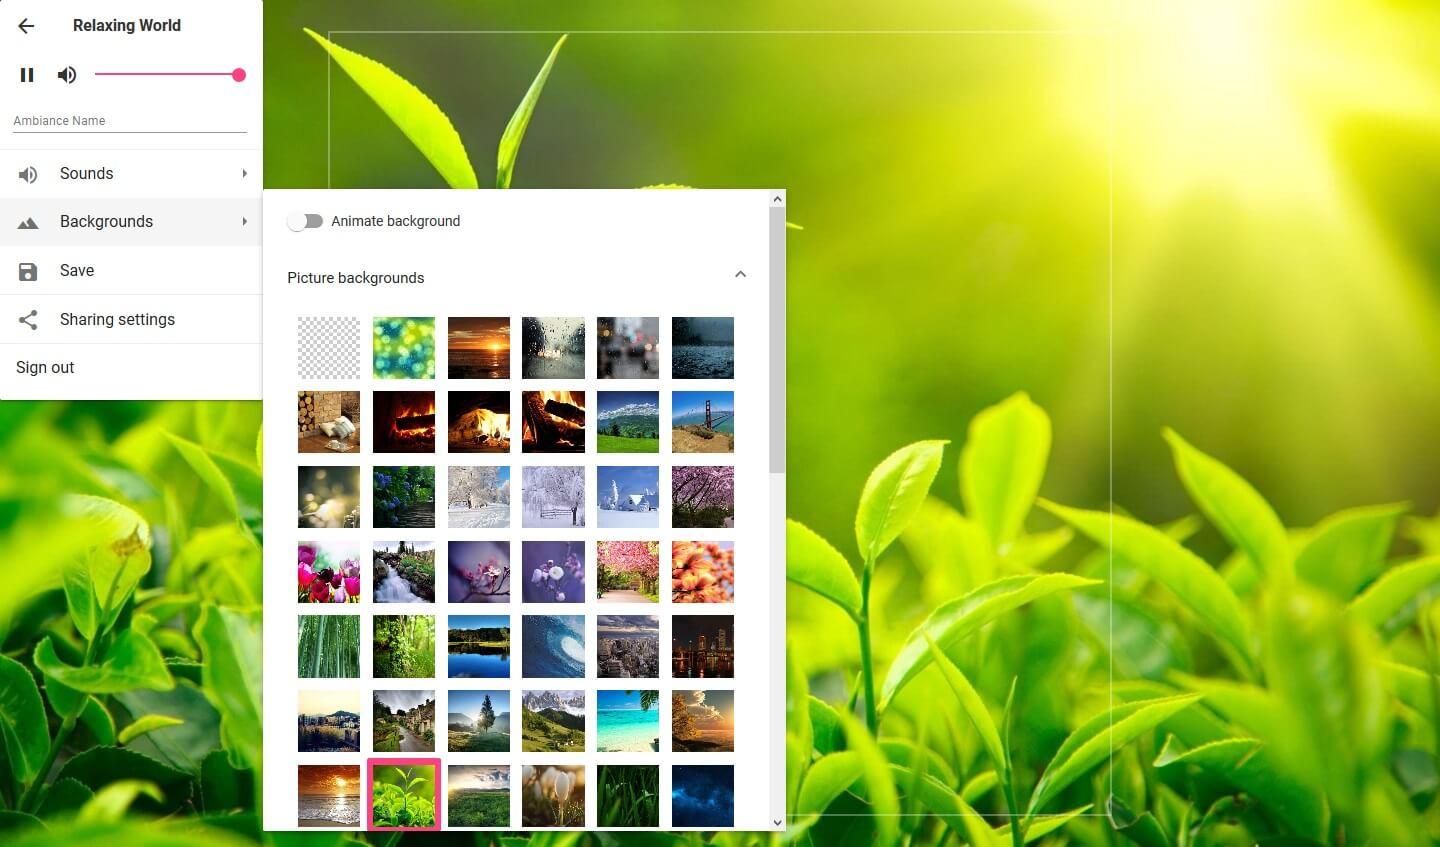 Relaxing World
Ambiance Name
Sounds
Backgrounds
Save
Sharing settings
Sign out
Animate background
Picture backgrounds